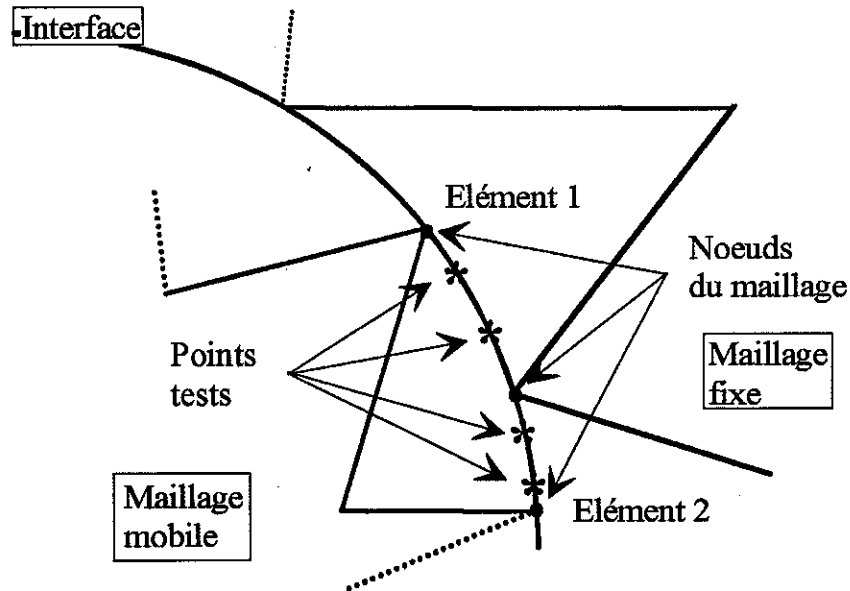 Interface
Elément 1
Noeuds
du maillage
Points
tests
Maillage
fixe
Maillage
mobile
Elément 2